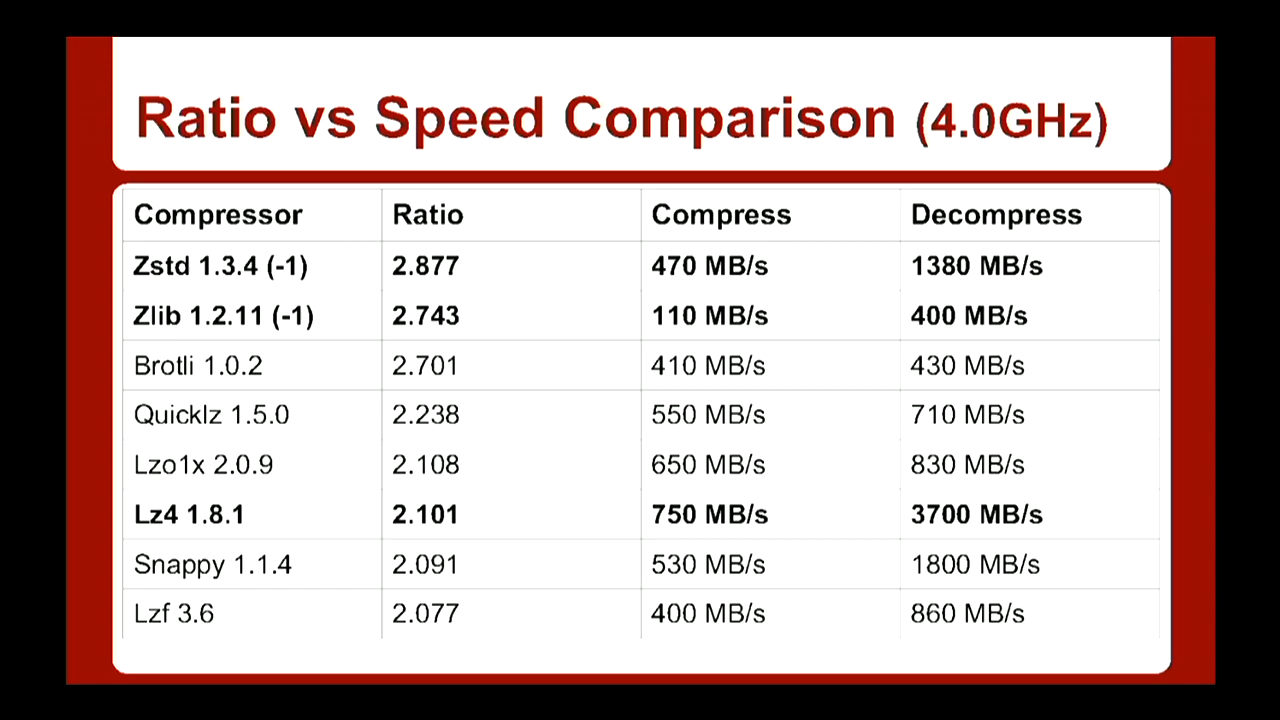 Ratio vs Speed Comparison (4.0GHz)
Compressor Ratio Compress Decompress
Zstd 1.3.4 (-1) 2.877 470 MB/s 1380 MB/s
Zlib 1.2.11 (-1) 2.743 110 MB/s 400 MB/s
Brotli 1.0.2 2.701 410 MB/s 430 MB/s
Quicklz 1.5.0 2.238 550 MB/s 710 MB/s
Lzo1x 2.0.9 2.108 650 MB/s 830 MB/s
Lz4 1.8.1 2.101 750 MB/s 3700 MB/s
Snappy 1.1.4 2.091 530 MB/s 1800 MB/s
Lzf 3.6 2.077 400 MB/s 860 MB/s